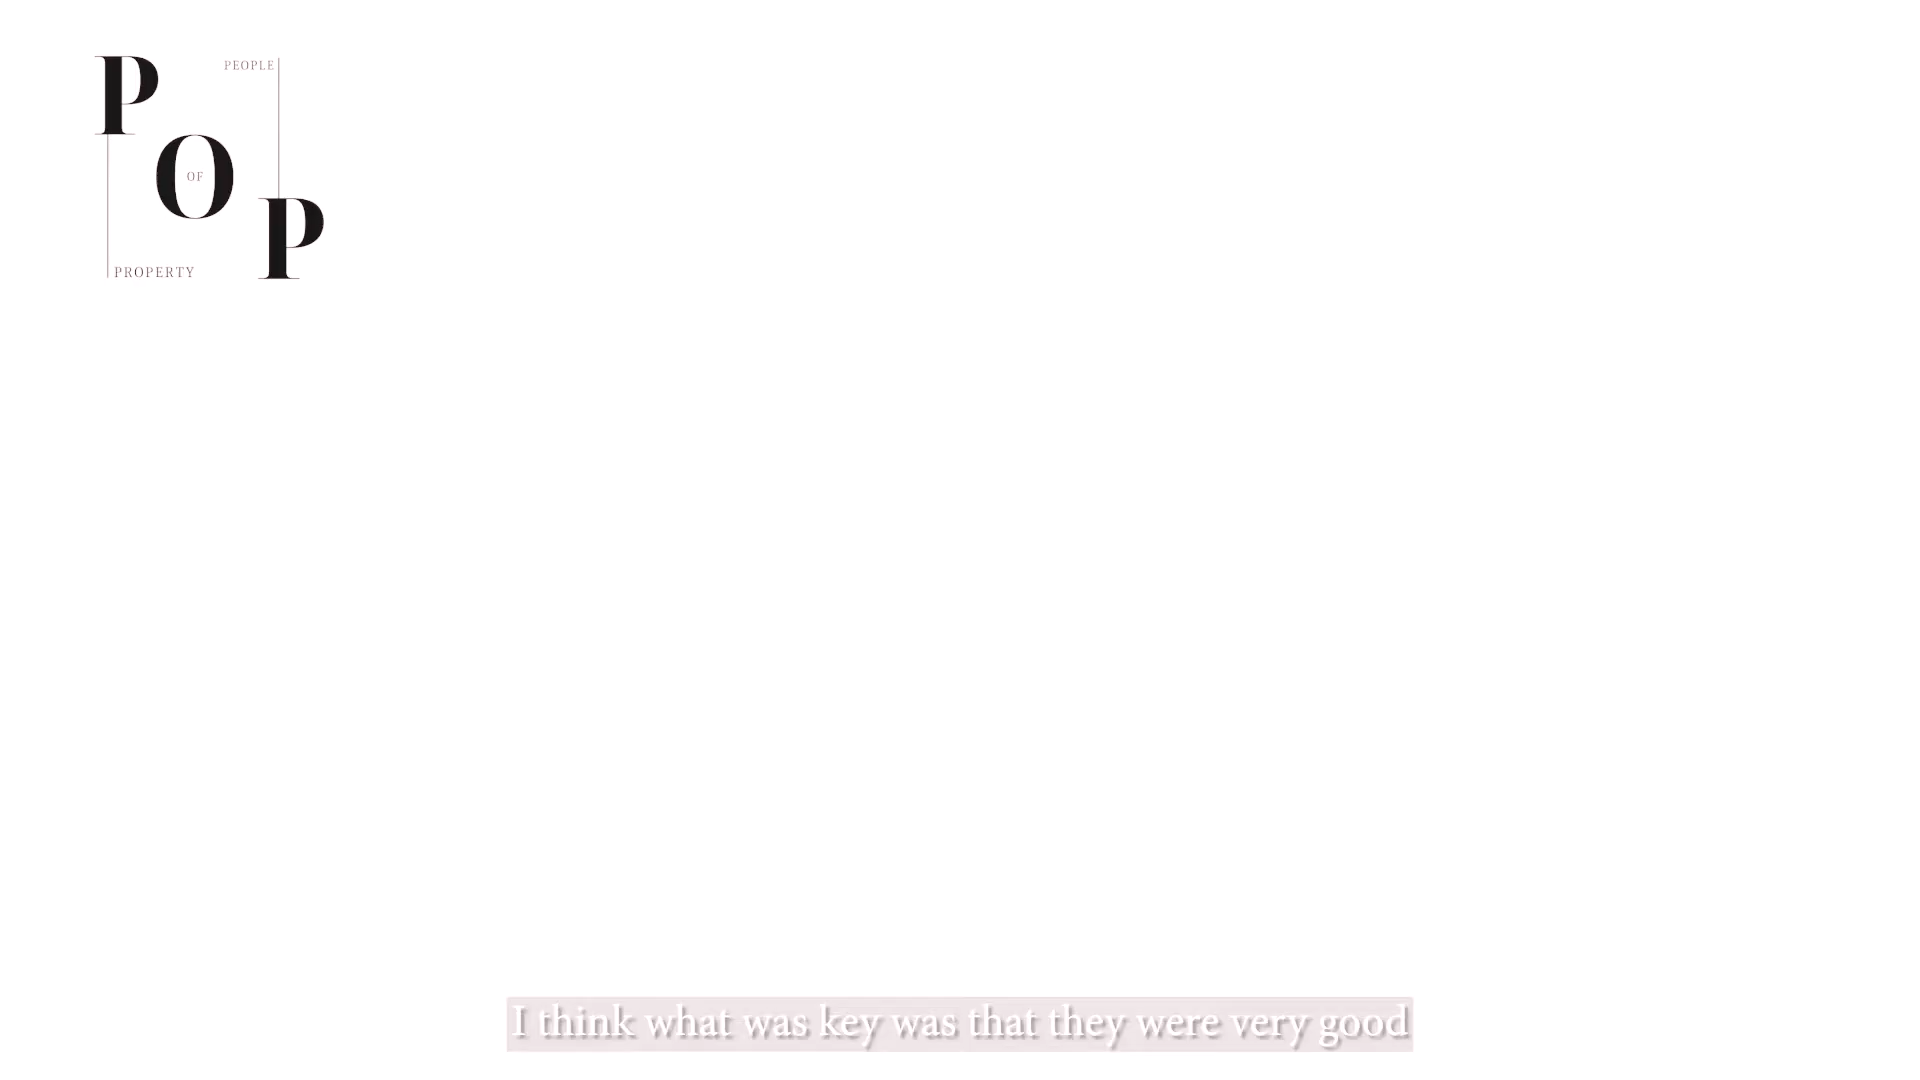 P
PEOPLE
O
OF
P
PROPERTY
I think what was key was that they were very good